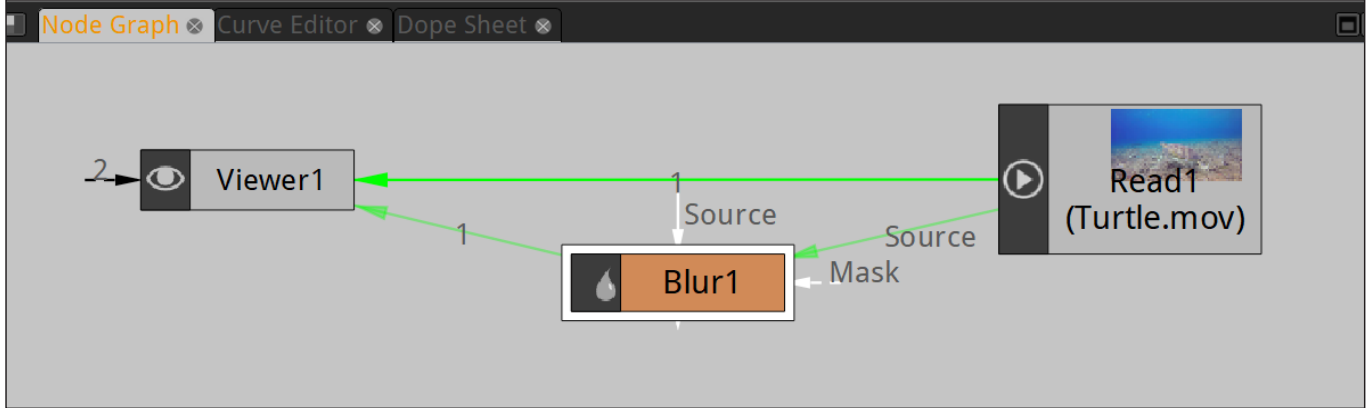 Node Graph
Curve Editor
Dope Sheet
2
Viewer1
1
Source
1
Source
Mask
Blur1
Read1
(Turtle.mov)